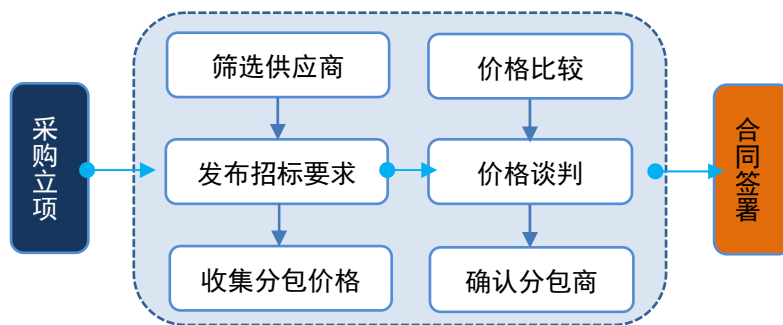 采购立项
筛选供应商
发布招标要求
收集分包价格
价格比较
价格谈判
确认分包商
合同签署